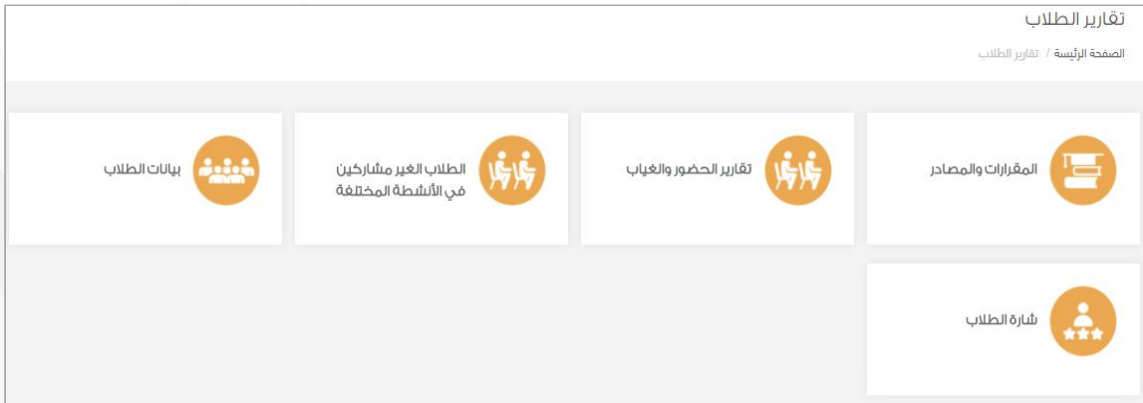 تقارير الطلاب
الصفحة الرئيسة / تقارير الطلاب
المقرارات والمصادر
تقارير الحضور والغياب
الطلاب الغير مشاركين
في الأنشطة المختلفة
بيانات الطلاب
شارة الطلاب